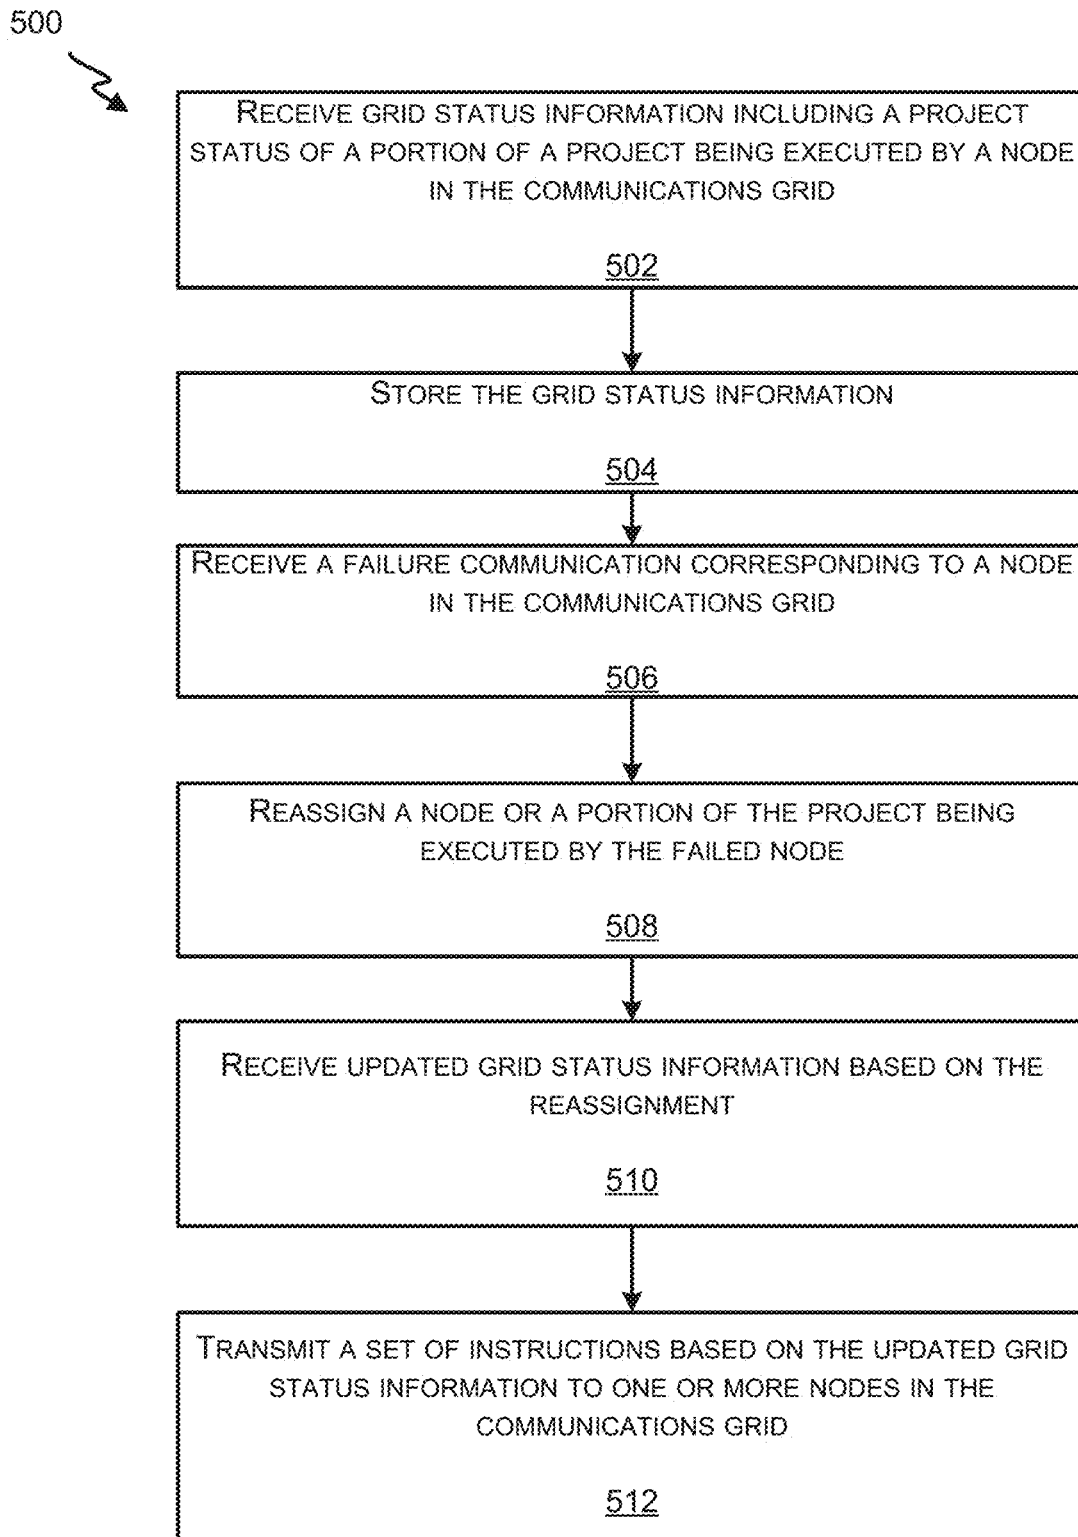 500
RECEIVE GRID STATUS INFORMATION INCLUDING A PROJECT
STATUS OF A PORTION OF A PROJECT BEING EXECUTED BY A NODE
IN THE COMMUNICATIONS GRID
502
STORE THE GRID STATUS INFORMATION
504
RECEIVE A FAILURE COMMUNICATION CORRESPONDING TO A NODE
IN THE COMMUNICATIONS GRID
506
REASSIGN A NODE OR A PORTION OF THE PROJECT BEING
EXECUTED BY THE FAILED NODE
508
RECEIVE UPDATED GRID STATUS INFORMATION BASED ON THE
REASSIGNMENT
510
TRANSMIT A SET OF INSTRUCTIONS BASED ON THE UPDATED GRID
STATUS INFORMATION TO ONE OR MORE NODES IN THE
COMMUNICATIONS GRID
512